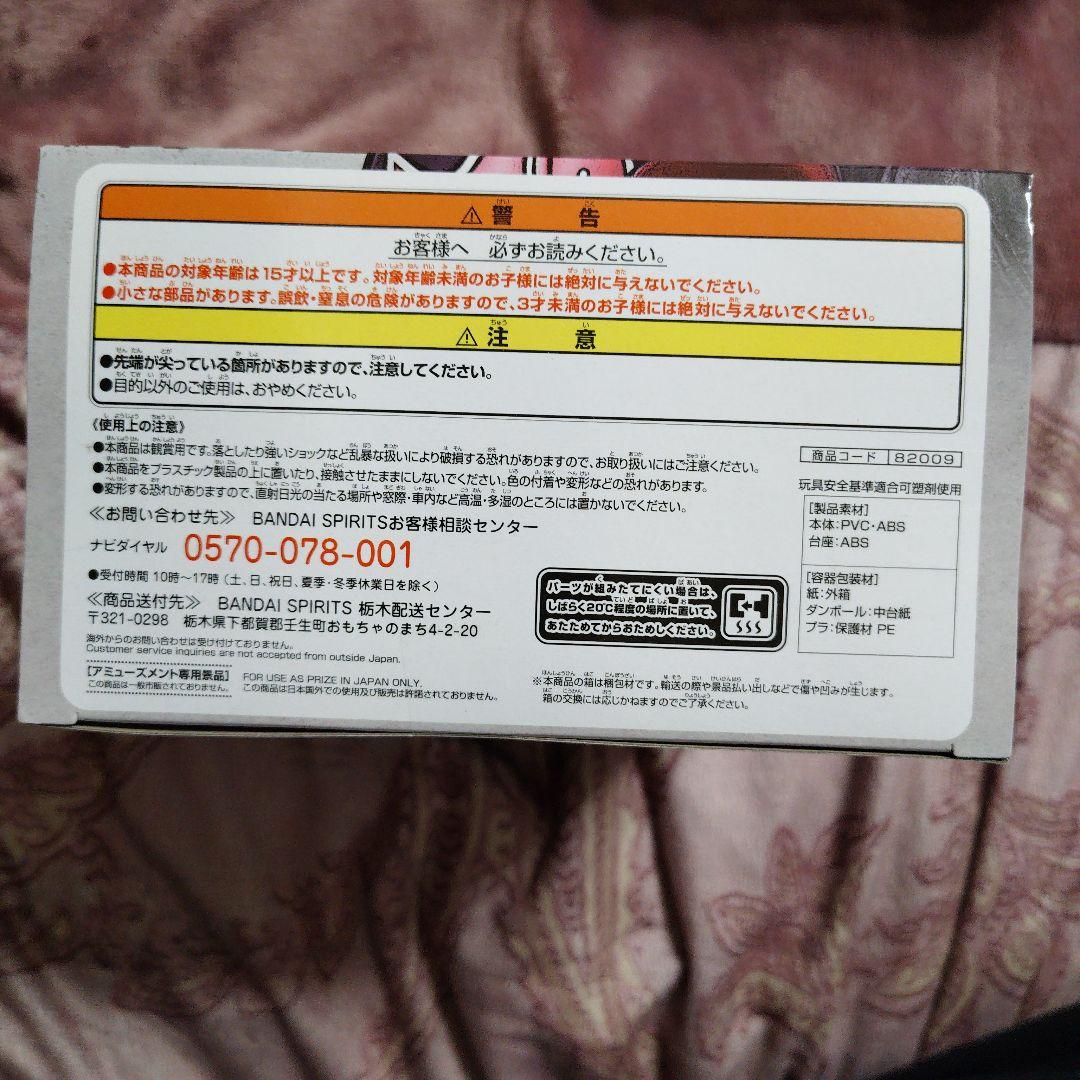 ⚠警告
お客様へ 必ずお読みください。
●本商品の対象年齢は15才以上です。対象年齢未満のお子様には絶対に与えないでください。
●小さな部品があります。誤飲・窒息の危険がありますので、3才未満のお子様には絶対に与えないでください。
⚠注意
●先端が尖っている箇所がありますので、注意してください。
●目的以外のご使用は、おやめください。
《使用上の注意》
●本商品は観賞用です。落としたり強いショックなど乱暴な扱いにより破損する恐れがありますので、お取り扱いにはご注意ください。
●本商品をプラスチック製品の上に置いたり、接触させたままにしないでください。色の付着や変形などの恐れがあります。
●変形する恐れがありますので、直射日光の当たる場所や窓際・車内など高温・多湿のところには置かないでください。
≪お問い合わせ先≫ BANDAI SPIRITSお客様相談センター
ナビダイヤル 0570-078-001
●受付時間 10時〜17時（土、日、祝日、夏季・冬季休業日を除く）
≪商品送付先≫ BANDAI SPIRITS 栃木配送センター
〒321-0298 栃木県下都賀郡壬生町おもちゃのまち4-2-20
海外からのお問い合わせは受け付けておりません。
Customer service inquiries are not accepted from outside Japan.
[アミューズメント専用景品] FOR USE AS PRIZE IN JAPAN ONLY.
この商品は一般市販されておりません。 この商品は日本国外での使用及び販売は許諾されておりません。
パーツが組みたてにくい場合は、
しばらく20℃程度の場所に置いて、
あたためてからおためしください。
商品コード 82009
玩具安全基準適合可塑剤使用
[製品素材]
本体：PVC・ABS
台座：ABS
[容器包装材]
紙：外箱
ダンボール：中台紙
プラ：保護材 PE
※本商品の箱は梱包材です。輸送の際や景品払い出しなどで傷や凹みが生じます。
箱の交換には応じかねますのでご了承ください。